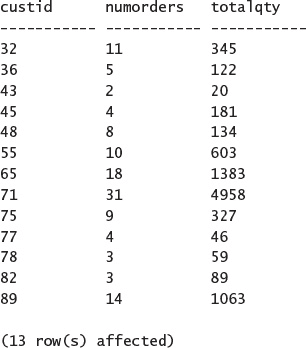 custid numorders totalqty
----------- ----------- -----------
32 11 345
36 5 122
43 2 20
45 4 181
48 8 134
55 10 603
65 18 1383
71 31 4958
75 9 327
77 4 46
78 3 59
82 3 89
89 14 1063
(13 row(s) affected)